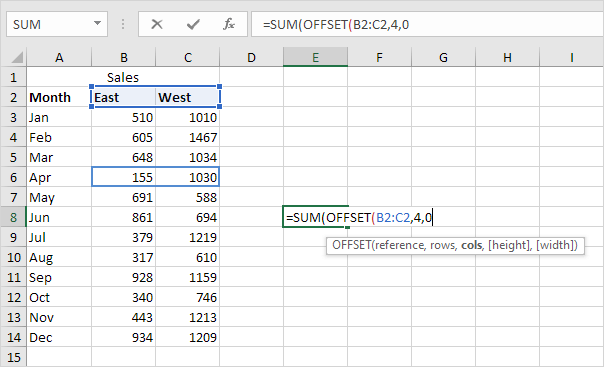 SUM =SUM(OFFSET(B2:C2,4,0
A B C D E F G H I
1 Sales
2 Month East West
3 Jan 510 1010
4 Feb 605 1467
5 Mar 648 1034
6 Apr 155 1030
7 May 691 588
8 Jun 861 694 =SUM(OFFSET(B2:C2,4,0
OFFSET(reference, rows, cols, [height], [width])
9 Jul 379 1219
10 Aug 317 610
11 Sep 928 1159
12 Oct 340 746
13 Nov 443 1213
14 Dec 934 1209
15